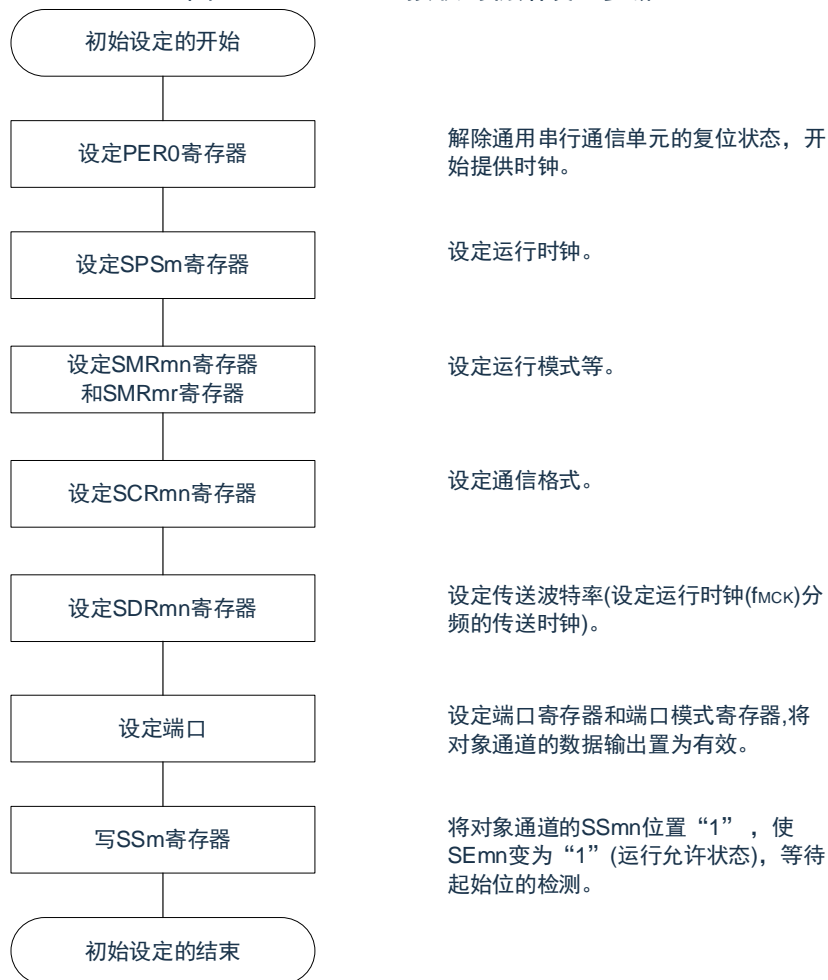 初始设定的开始
设定PER0寄存器
解除通用串行通信单元的复位状态，开
始提供时钟。
设定SPSm寄存器
设定运行时钟。
设定SMRmn寄存器
和SMRmr寄存器
设定运行模式等。
设定SCRmn寄存器
设定通信格式。
设定SDRmn寄存器
设定传送波特率(设定运行时钟(fMCK)分
频的传送时钟)。
设定端口
设定端口寄存器和端口模式寄存器,将
对象通道的数据输出置为有效。
写SSm寄存器
将对象通道的SSmn位置“1”，使
SEmn变为“1”(运行允许状态)，等待
起始位的检测。
初始设定的结束